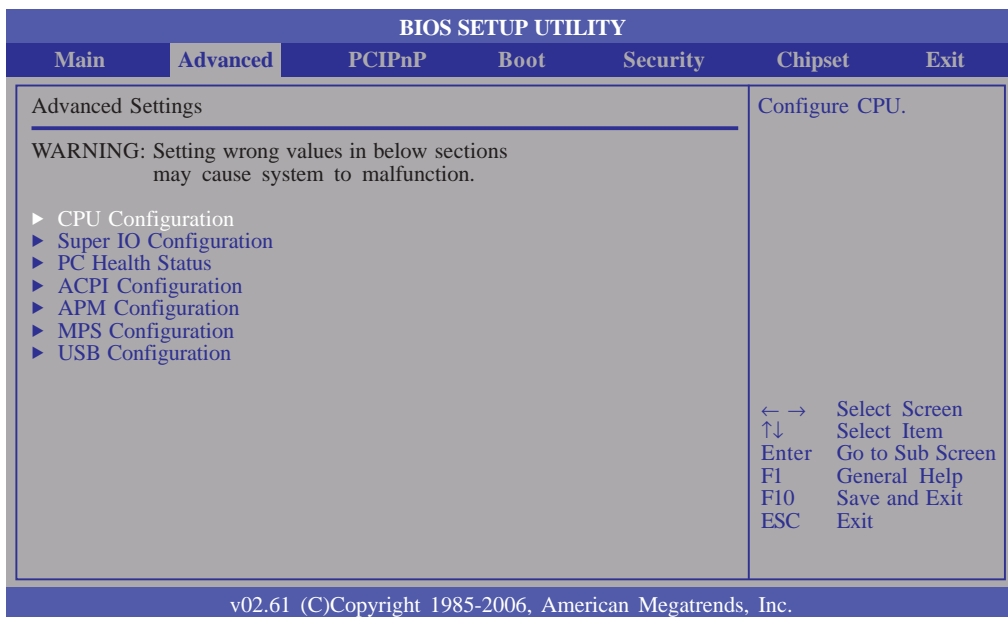 BIOS SETUP UTILITY
Main Advanced PCIPnP Boot Security Chipset Exit
Advanced Settings
WARNING: Setting wrong values in below sections
may cause system to malfunction.
▶ CPU Configuration
▶ Super IO Configuration
▶ PC Health Status
▶ ACPI Configuration
▶ APM Configuration
▶ MPS Configuration
▶ USB Configuration
Configure CPU.
← → Select Screen
↑↓ Select Item
Enter Go to Sub Screen
F1 General Help
F10 Save and Exit
ESC Exit
v02.61 (C)Copyright 1985-2006, American Megatrends, Inc.